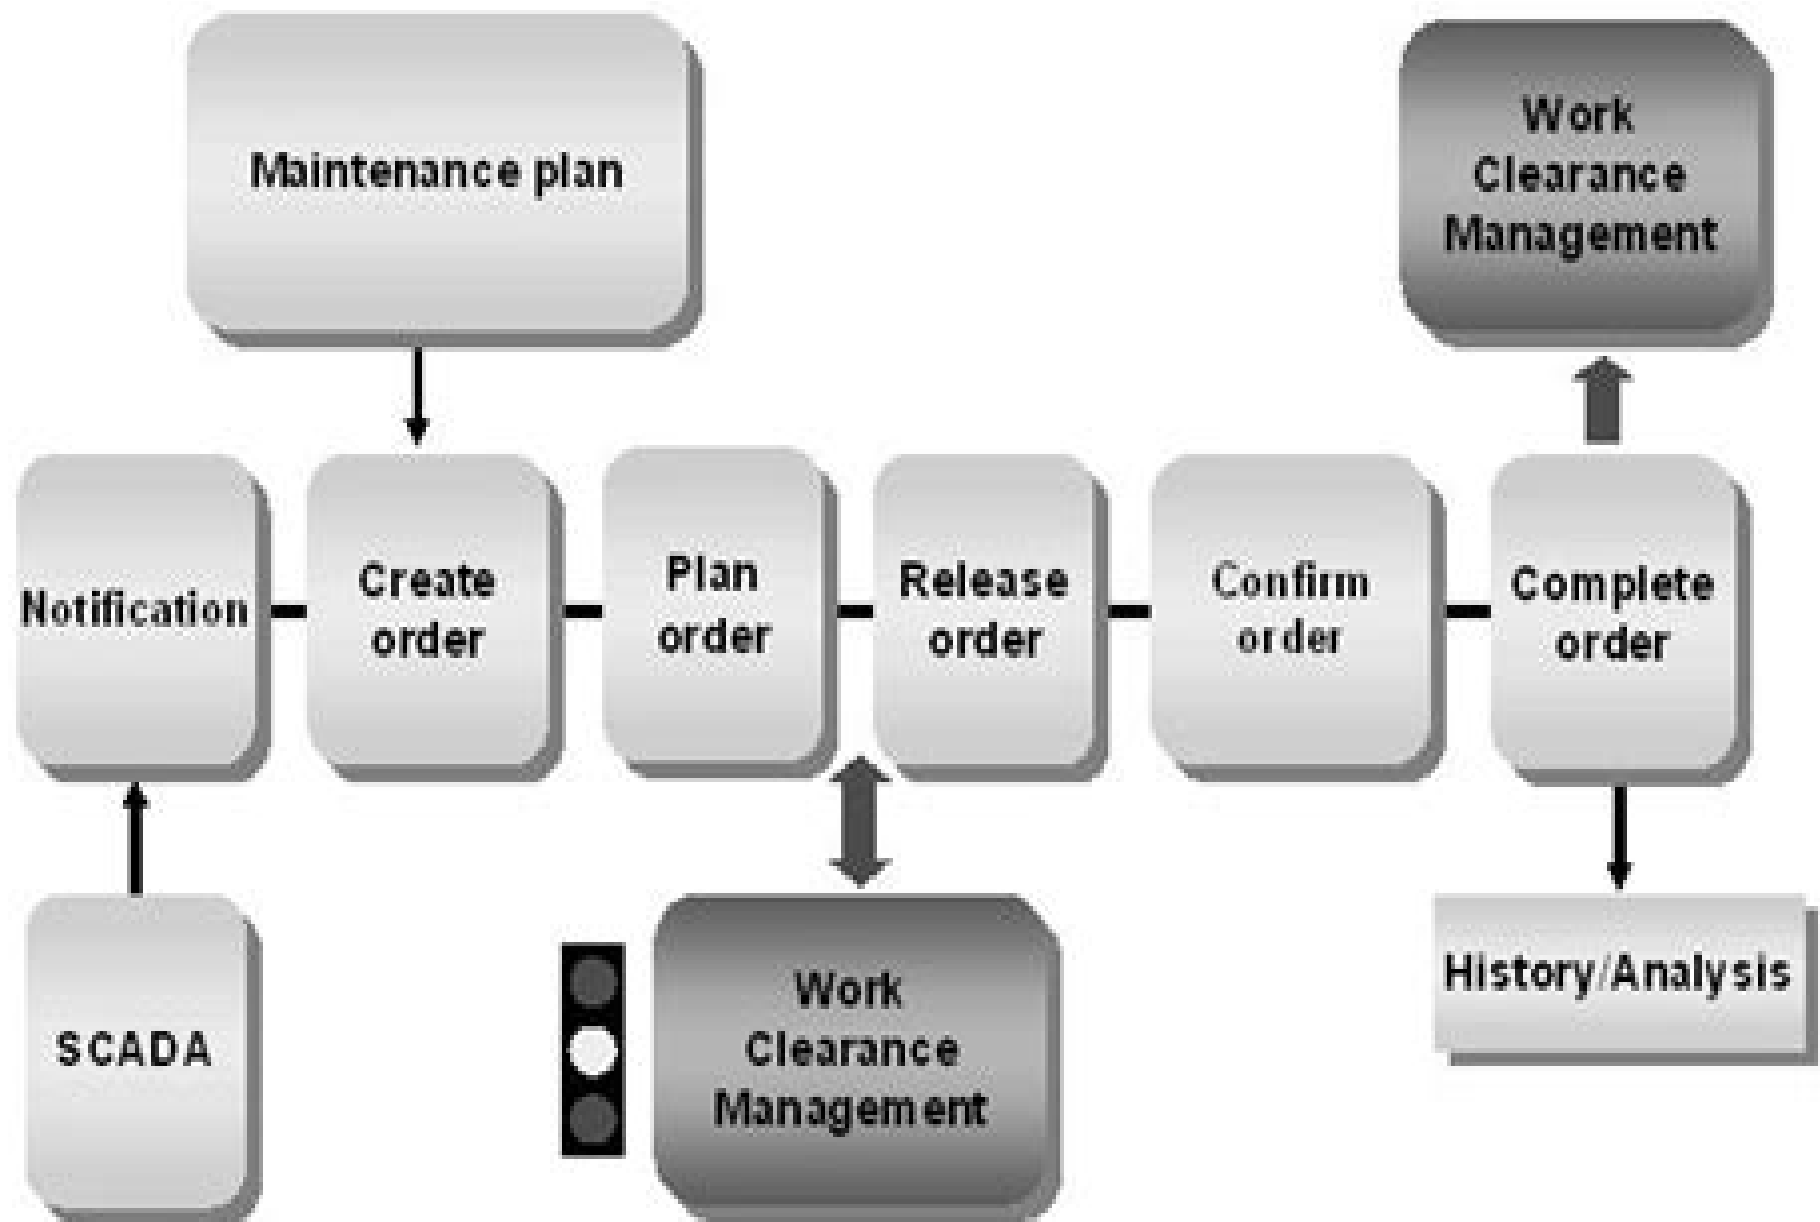 Maintenance plan
Work
Clearance
Management
Notification
Create
order
Plan
order
Release
order
Confirm
order
Complete
order
SCADA
Work
Clearance
Management
History/Analysis